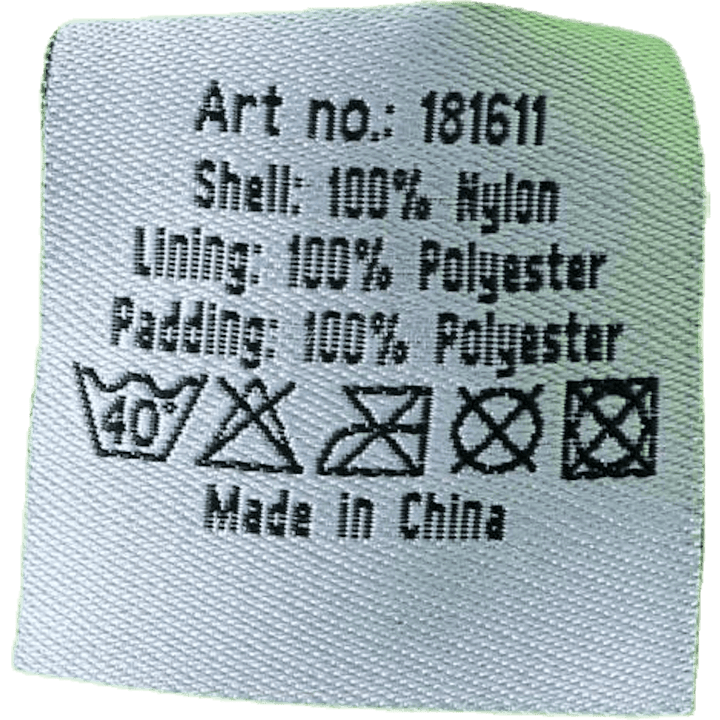 Art no.: 181611
Shell: 100% Nylon
Lining: 100% Polyester
Padding: 100% Polyester
40°
Made in China